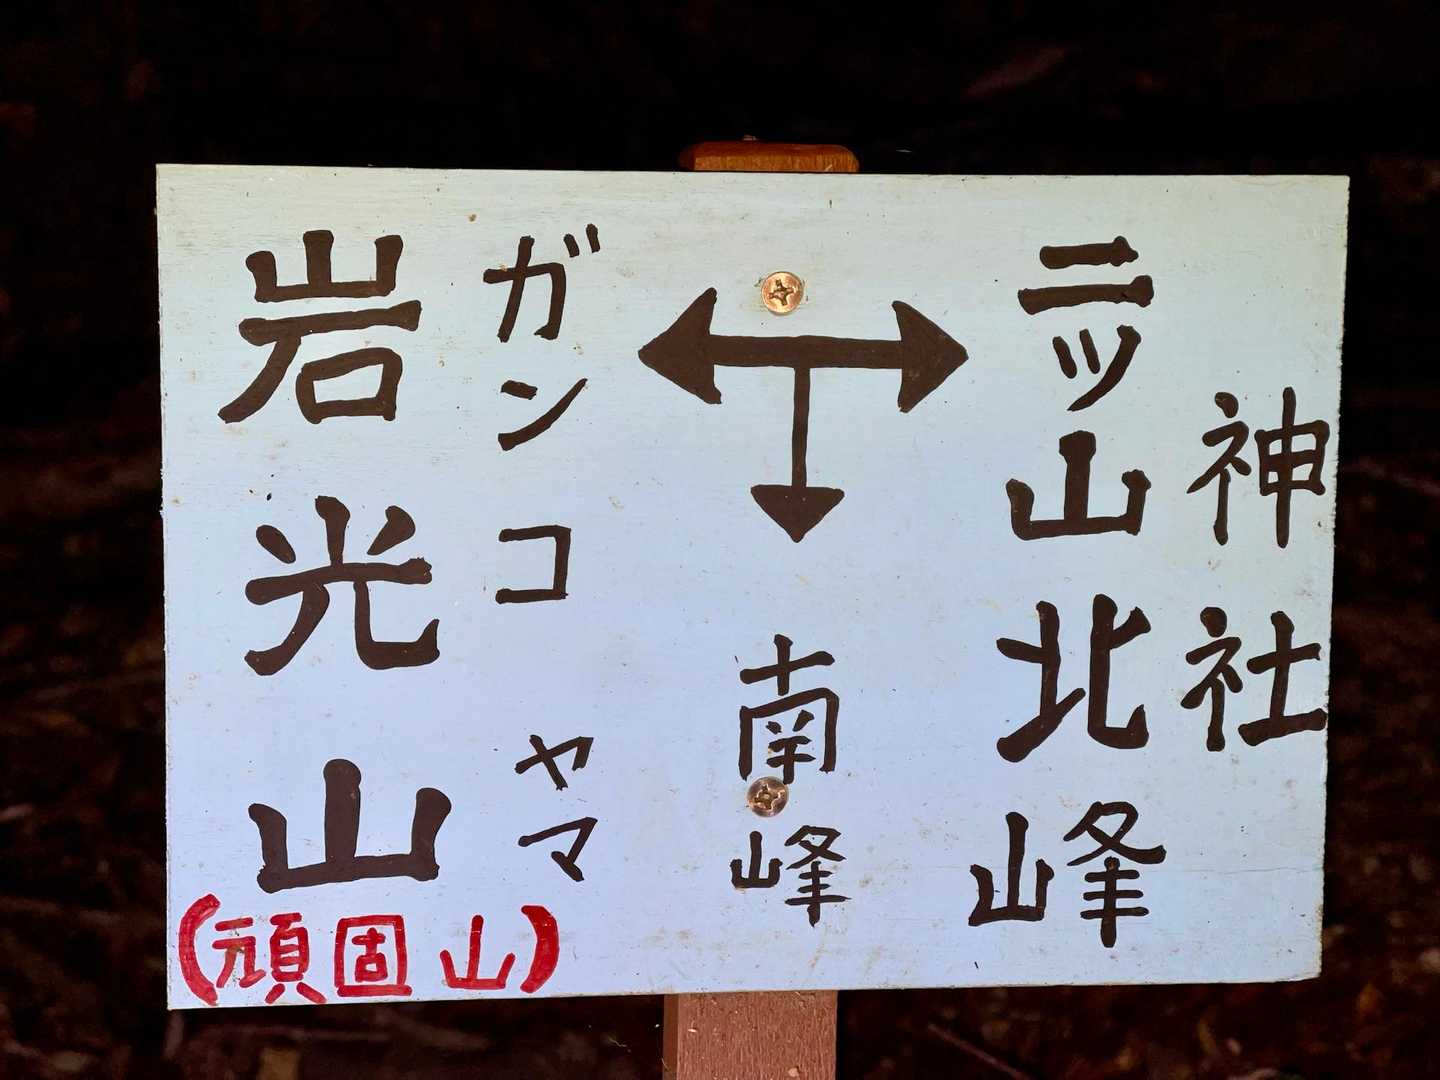 神社
二ッ山北峰
南峰
ガンコヤマ
岩光山
(頑固山)